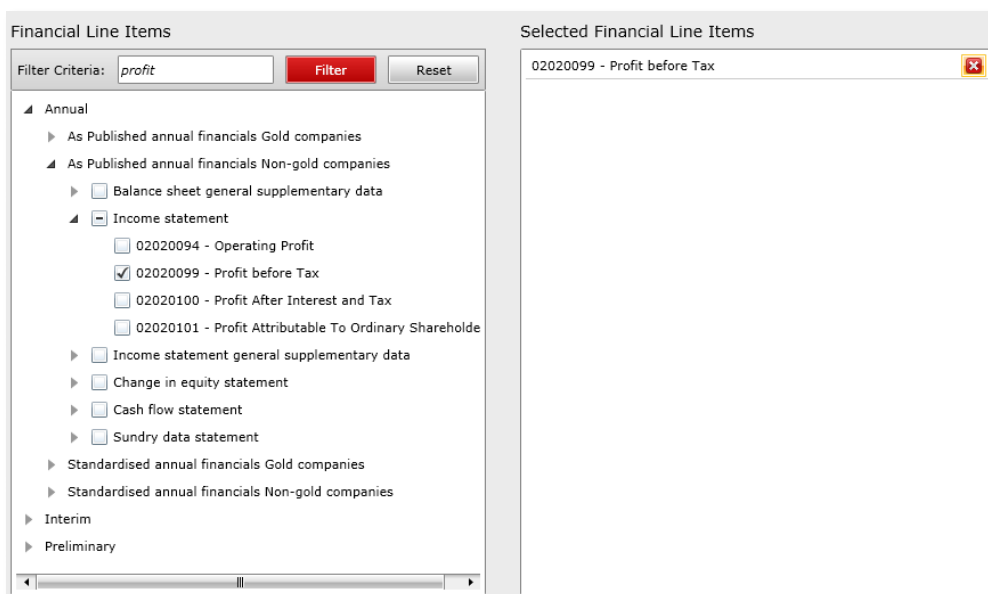 Financial Line Items
Filter Criteria: profit Filter Reset
Annual
As Published annual financials Gold companies
As Published annual financials Non-gold companies
Balance sheet general supplementary data
Income statement
02020094 - Operating Profit
02020099 - Profit before Tax
02020100 - Profit After Interest and Tax
02020101 - Profit Attributable To Ordinary Shareholde
Income statement general supplementary data
Change in equity statement
Cash flow statement
Sundry data statement
Standardised annual financials Gold companies
Standardised annual financials Non-gold companies
Interim
Preliminary
Selected Financial Line Items
02020099 - Profit before Tax